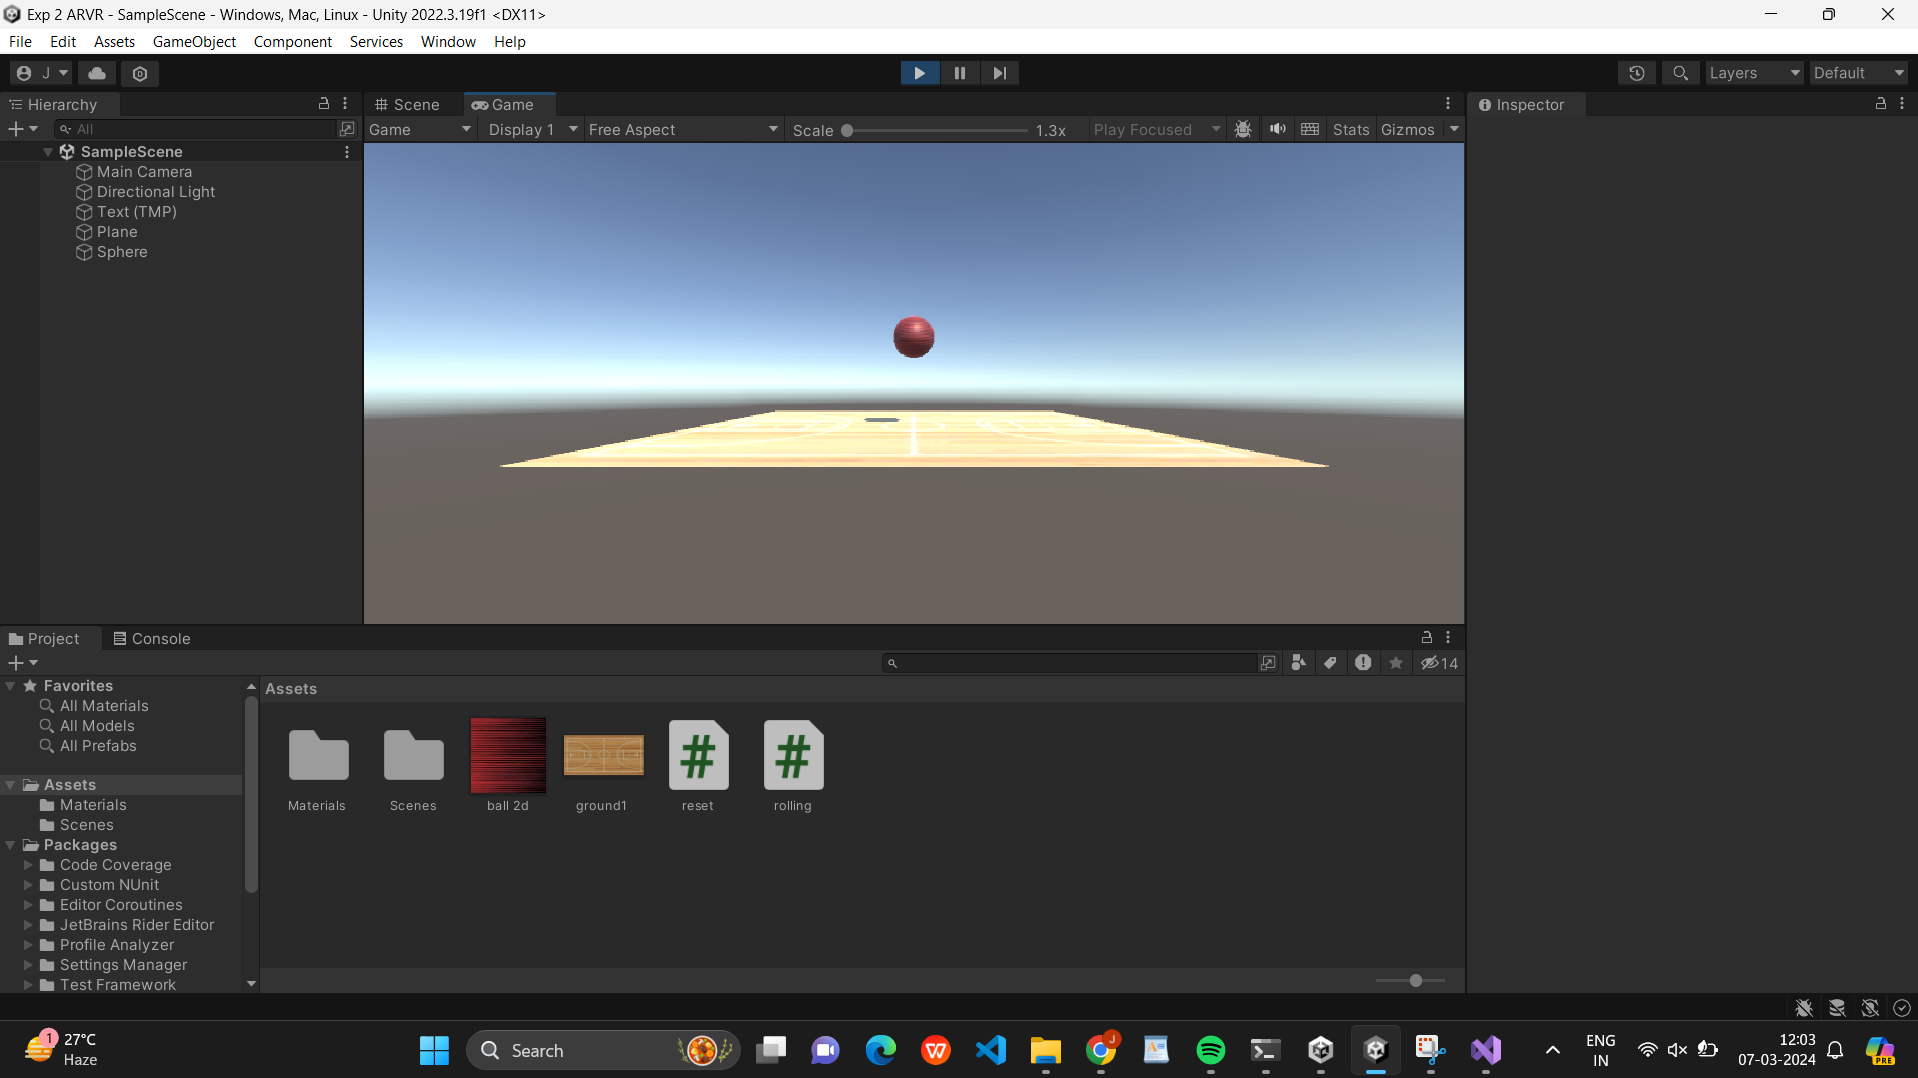 Exp 2 ARVR - SampleScene - Windows, Mac, Linux - Unity 2022.3.19f1 <DX11>
File Edit Assets GameObject Component Services Window Help
J Layers Default
Hierarchy Scene Game Inspector
All Game Display 1 Free Aspect Scale 1.3x Play Focused Stats Gizmos
SampleScene
Main Camera
Directional Light
Text (TMP)
Plane
Sphere
Project Console
14
Favorites Assets
All Materials
All Models
All Prefabs
Assets
Materials Scenes ball 2d ground1 reset rolling
Materials
Scenes
Packages
Code Coverage
Custom NUnit
Editor Coroutines
JetBrains Rider Editor
Profile Analyzer
Settings Manager
Test Framework
1 27°C
Haze
Search
J
ENG
IN
12:03
07-03-2024
PRE